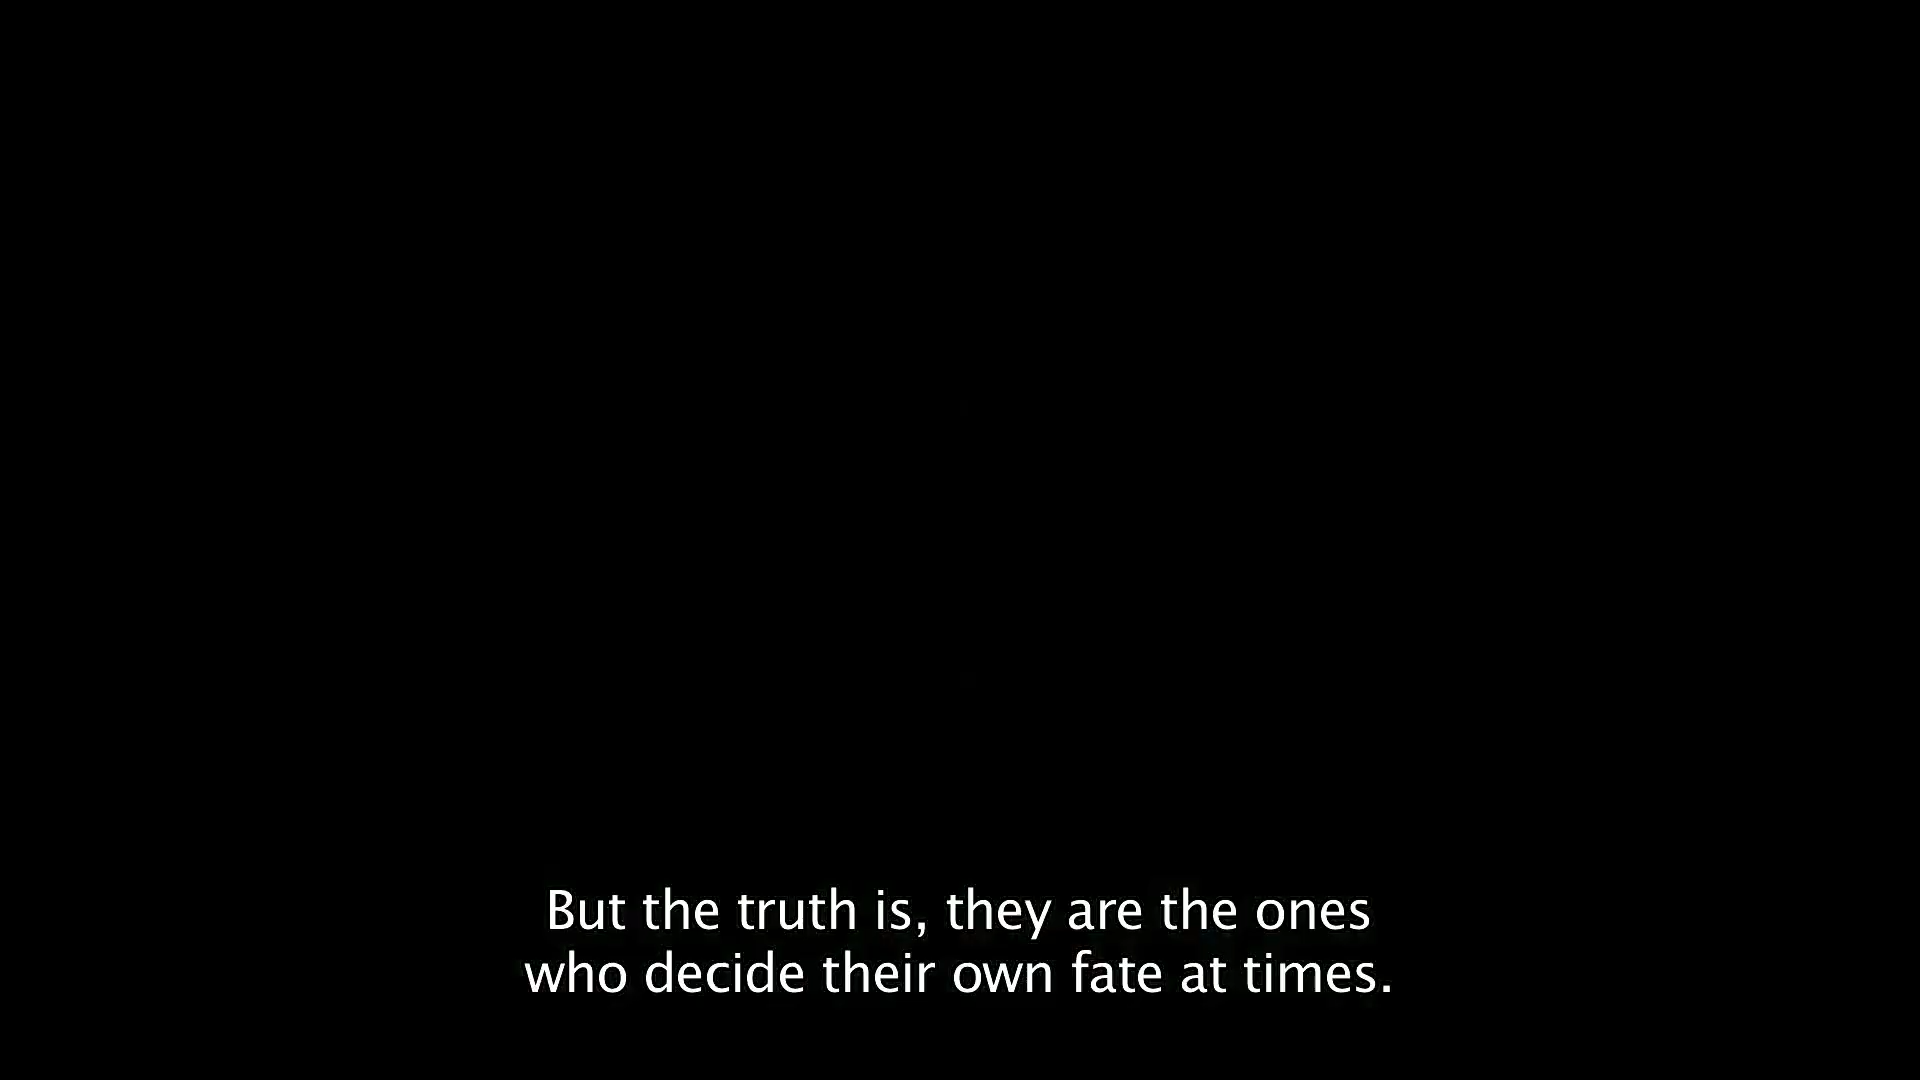 But the truth is, they are the ones
who decide their own fate at times.